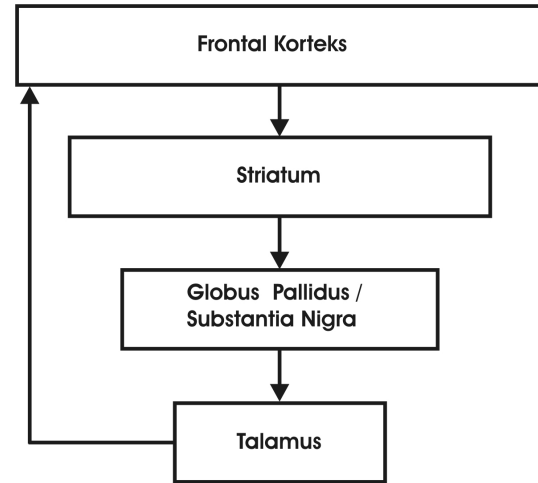 Frontal Korteks
Striatum
Globus Pallidus /
Substantia Nigra
Talamus